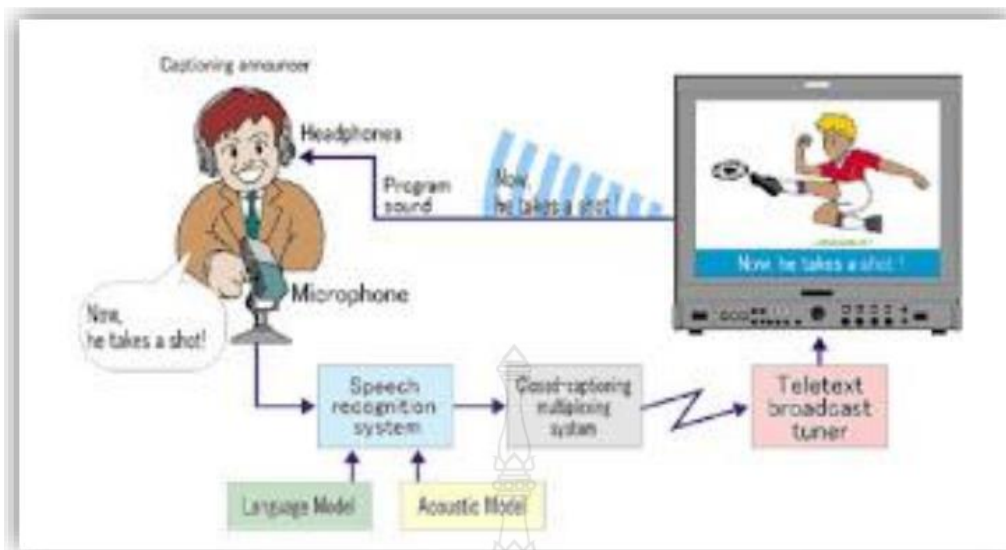 Captioning announcer
Headphones
Program
sound
Now,
he takes a shot!
Now, he takes a shot !
Microphone
Now,
he takes a shot!
Speech
recognition
system
Closed-captioning
multiplexing
system
Teletext
broadcast
tuner
Language Model
Acoustic Model